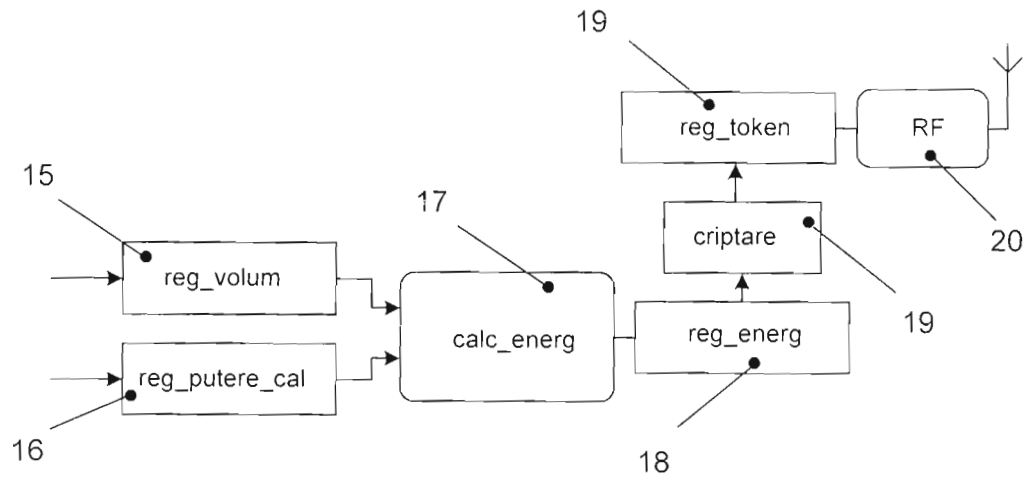 19
reg_token
RF
15
17
criptare
20
reg_volum
19
calc_energ
reg_energ
reg_putere_cal
16
18